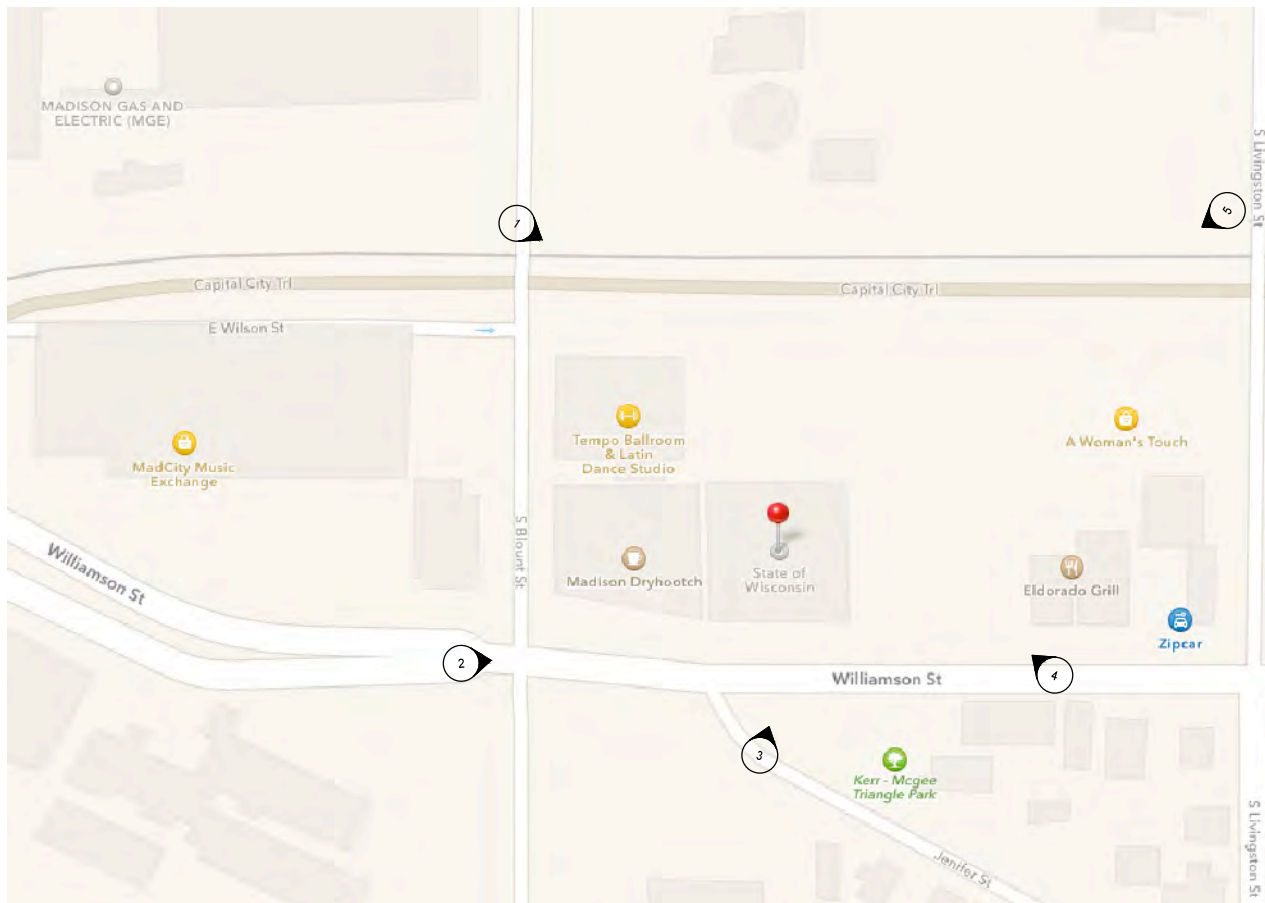 MADISON GAS AND
ELECTRIC (MGE)
S Livingston St
1
5
Capital City Trl
Capital City Trl
E Wilson St
Tempo Ballroom
& Latin
Dance Studio
A Woman's Touch
MadCity Music
Exchange
S Blount St
Williamson St
Madison Dryhootch
State of
Wisconsin
Eldorado Grill
Zipcar
2
4
Williamson St
3
Kerr - Mcgee
Triangle Park
Jenifer St
S Livingston St